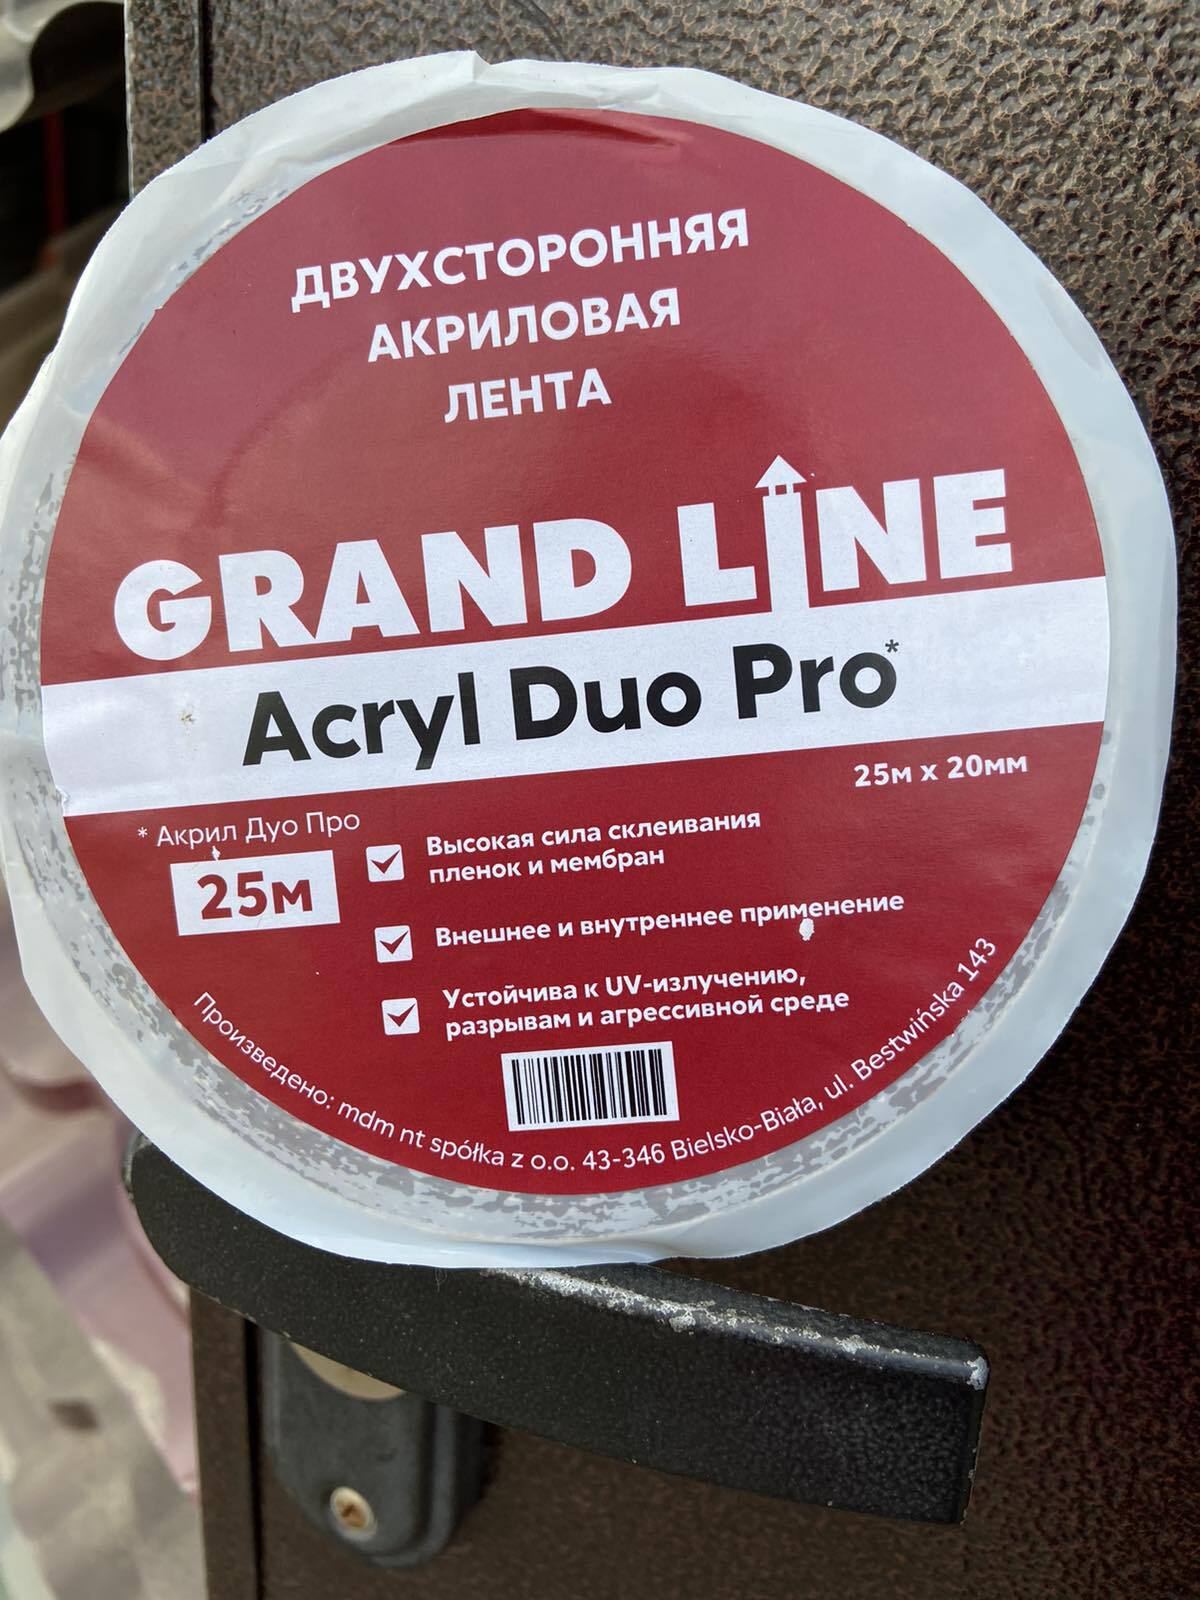 ДВУХСТОРОННЯЯ
АКРИЛОВАЯ
ЛЕНТА
GRAND LINE
Acryl Duo Pro*
25м x 20мм
* Акрил Дуо Про
25м
Высокая сила склеивания
пленок и мембран
Внешнее и внутреннее применение
Устойчива к UV-излучению,
разрывам и агрессивной среде
Произведено: mdm nt spółka z o.o. 43-346 Bielsko-Biała, ul. Bestwińska 143